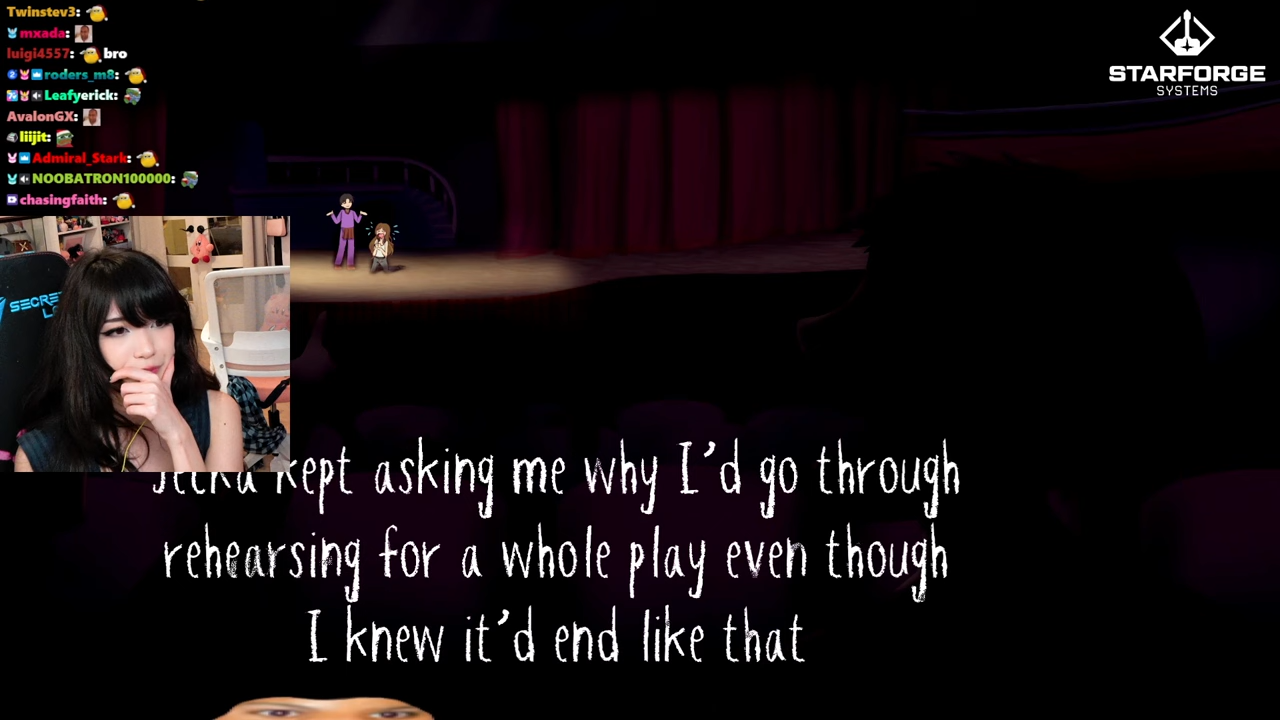 Twinstev3:
mxada:
luigi4557: bro
roders_m8:
Leafyerick:
AvalonGX:
liijit:
Admiral_Stark:
NOOBATRON100000:
chasingfaith:
STARFORGE
SYSTEMS
SECRE
kept asking me why I'd go through
rehearsing for a whole play even though
I knew it'd end like that